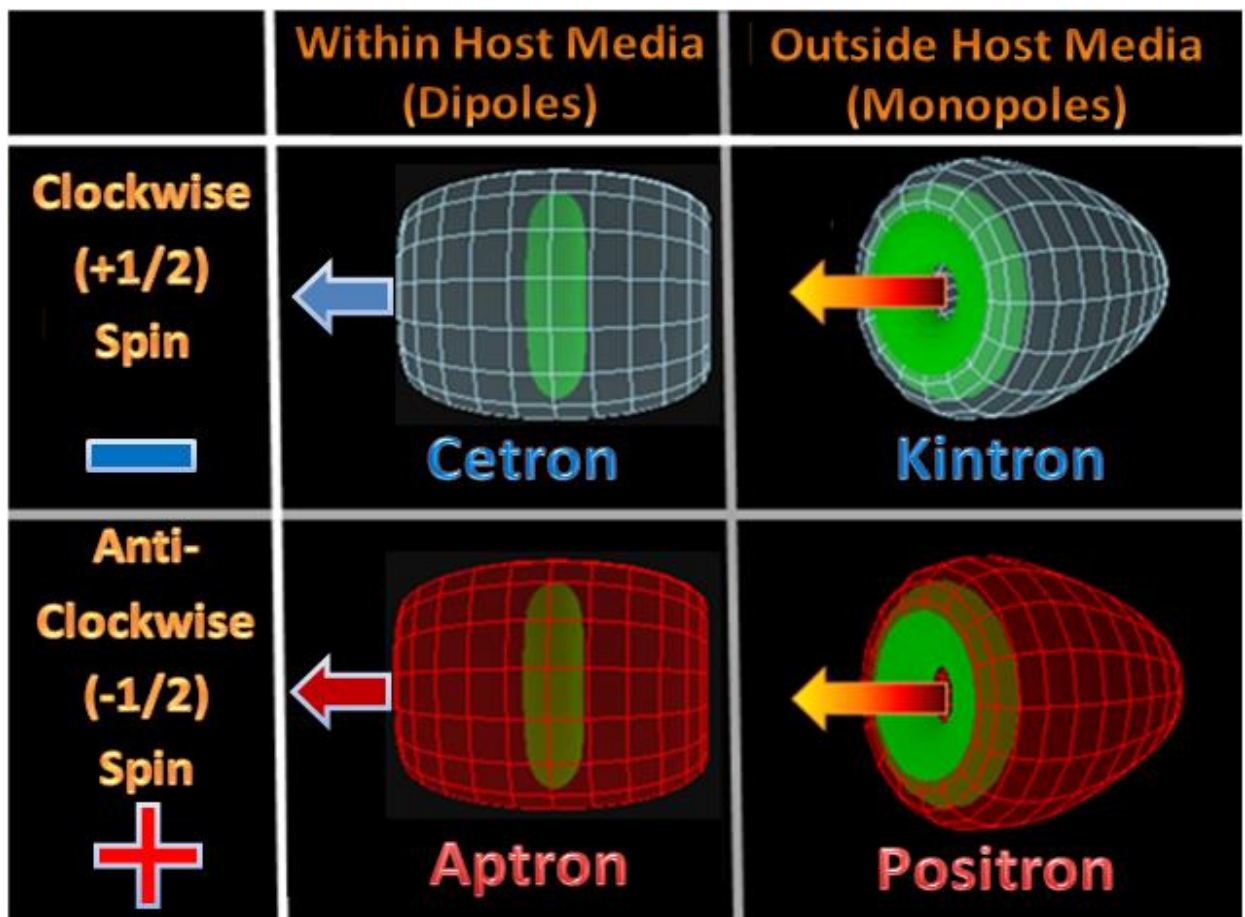 Within Host Media
(Dipoles)
Outside Host Media
(Monopoles)
Clockwise
(+1/2)
Spin
Cetron
Kintron
Anti-
Clockwise
(-1/2)
Spin
Aptron
Positron